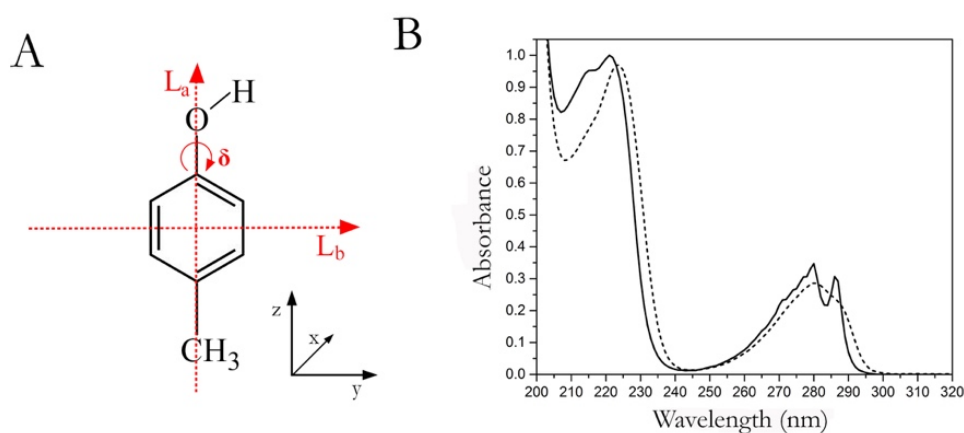 A
Lₐ
H
O
δ
L_b
CH₃
z
x
y
B
Absorbance
1.0
0.9
0.8
0.7
0.6
0.5
0.4
0.3
0.2
0.1
0.0
200 210 220 230 240 250 260 270 280 290 300 310 320
Wavelength (nm)